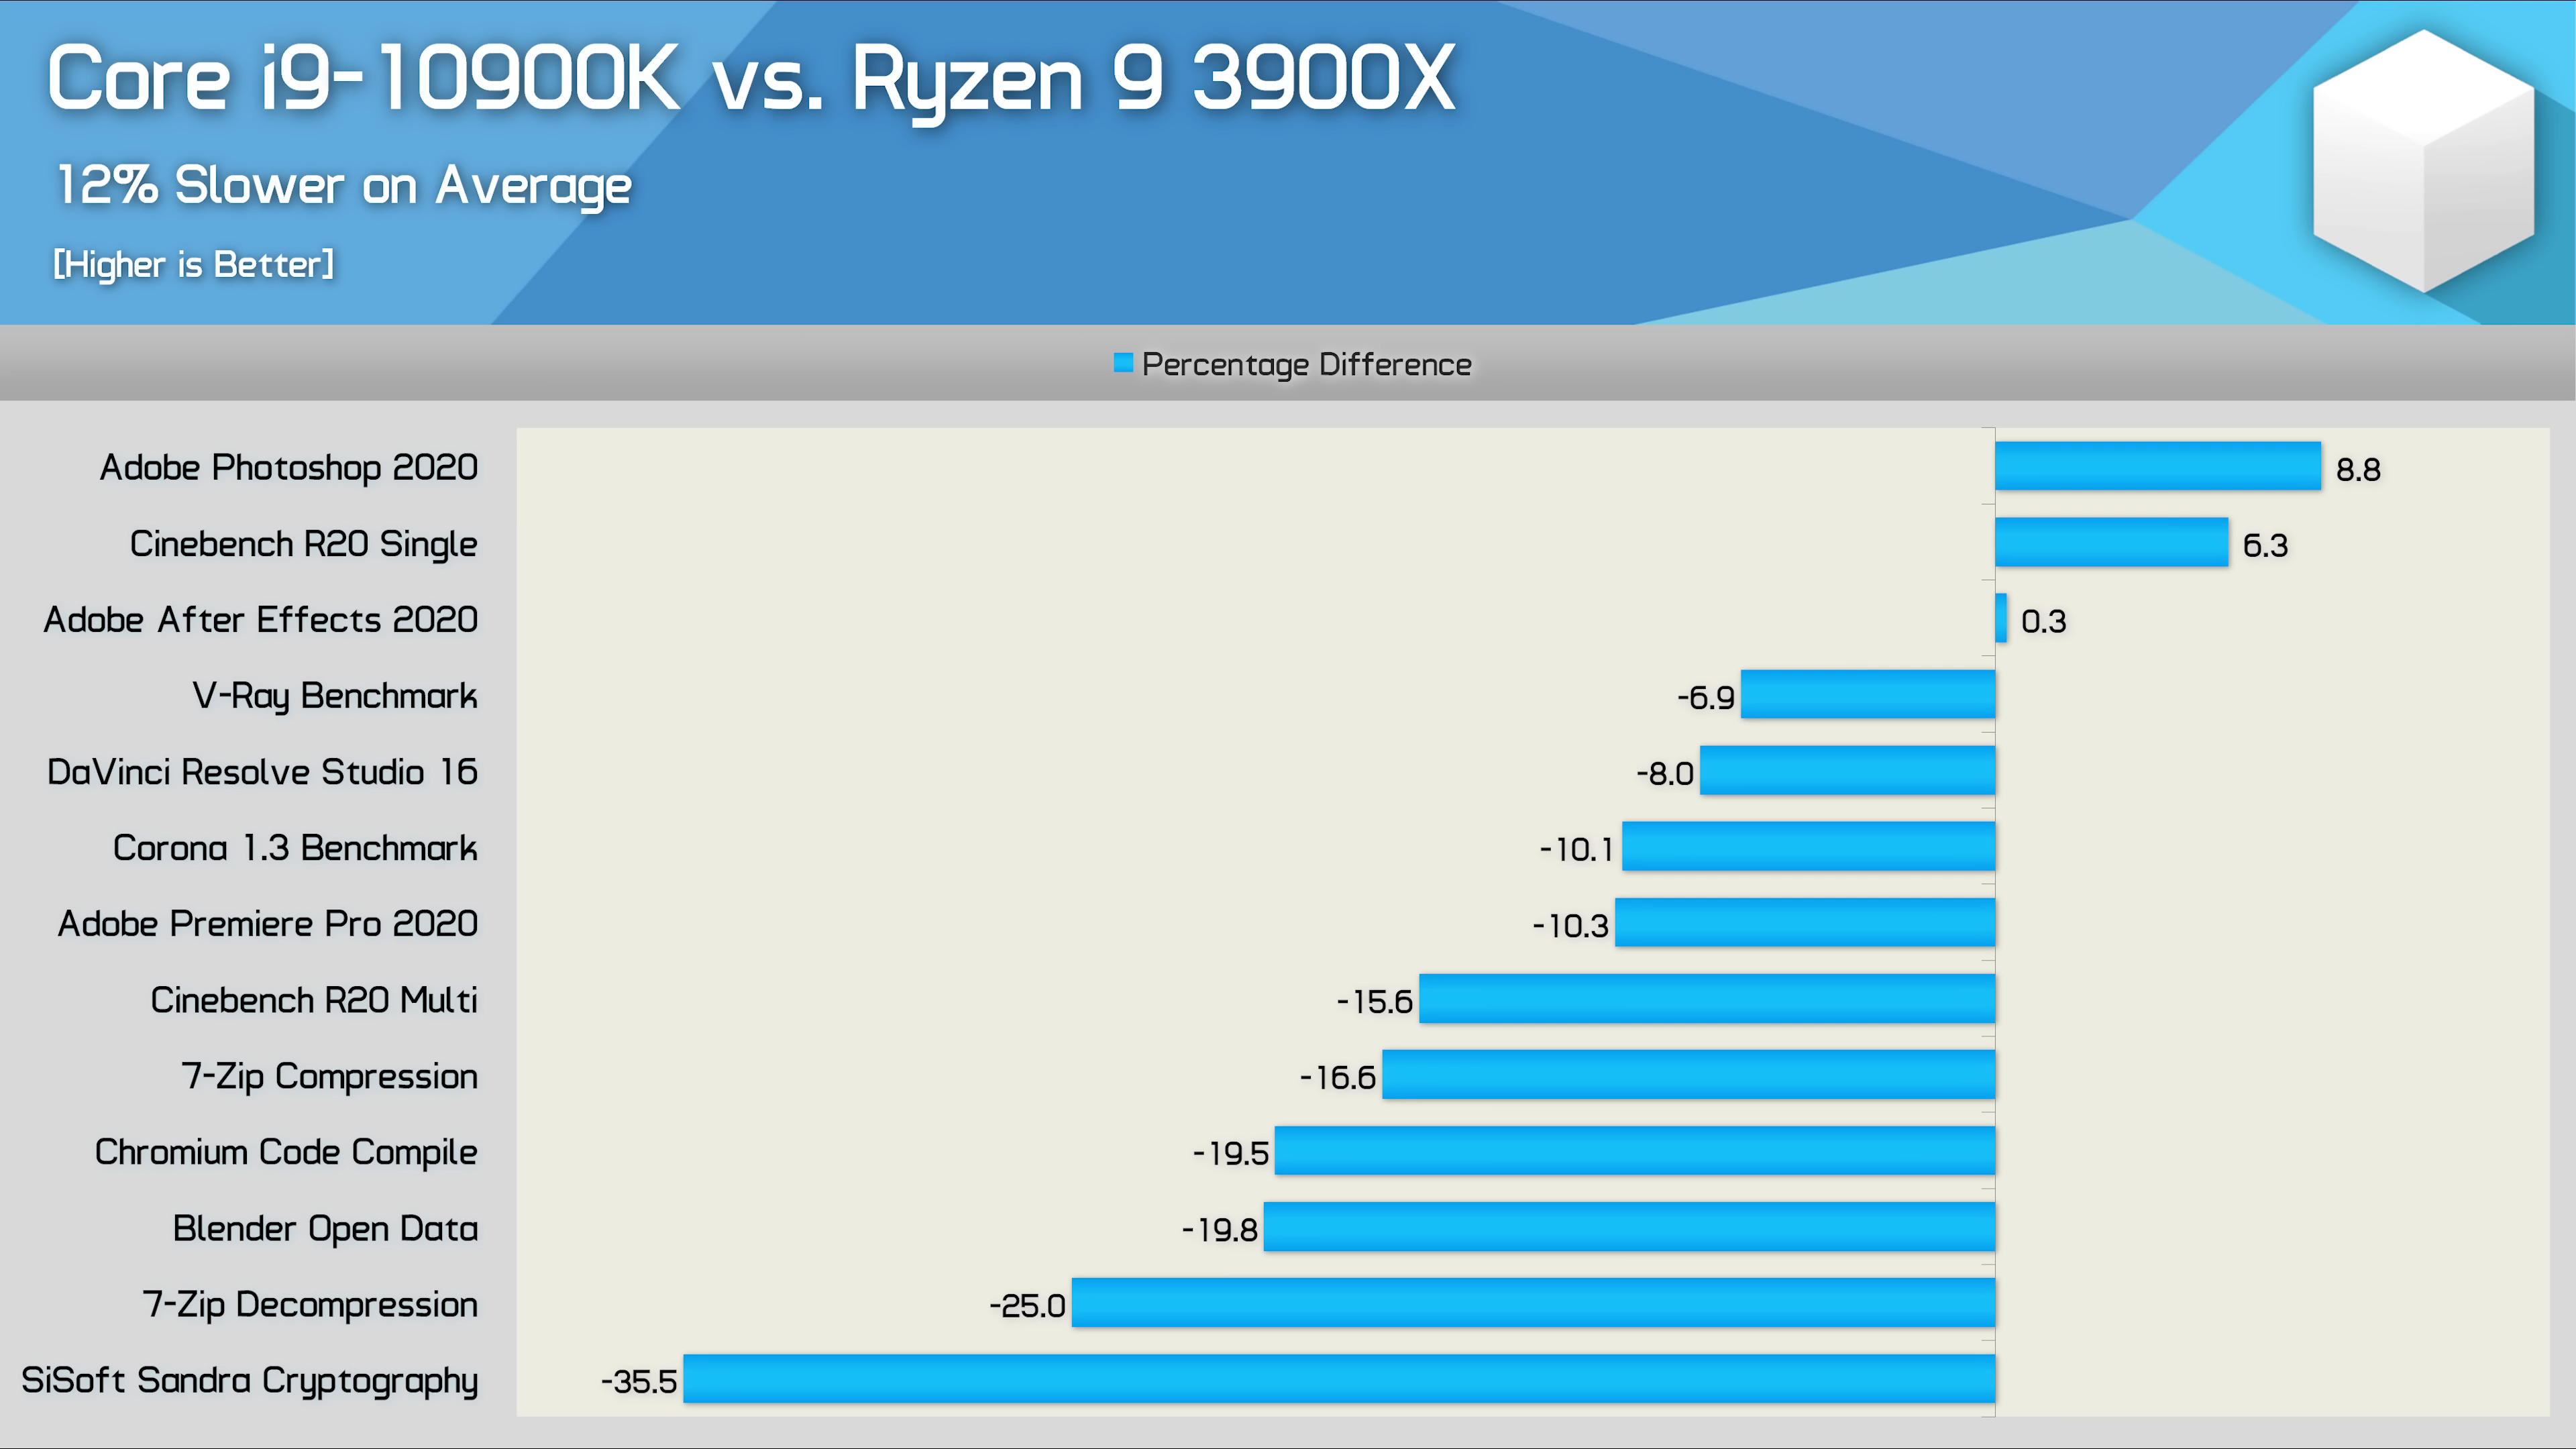 Core i9-10900K vs. Ryzen 9 3900X
12% Slower on Average
[Higher is Better]
Percentage Difference
Adobe Photoshop 2020 8.8
Cinebench R20 Single 6.3
Adobe After Effects 2020 0.3
V-Ray Benchmark -6.9
DaVinci Resolve Studio 16 -8.0
Corona 1.3 Benchmark -10.1
Adobe Premiere Pro 2020 -10.3
Cinebench R20 Multi -15.6
7-Zip Compression -16.6
Chromium Code Compile -19.5
Blender Open Data -19.8
7-Zip Decompression -25.0
SiSoft Sandra Cryptography -35.5